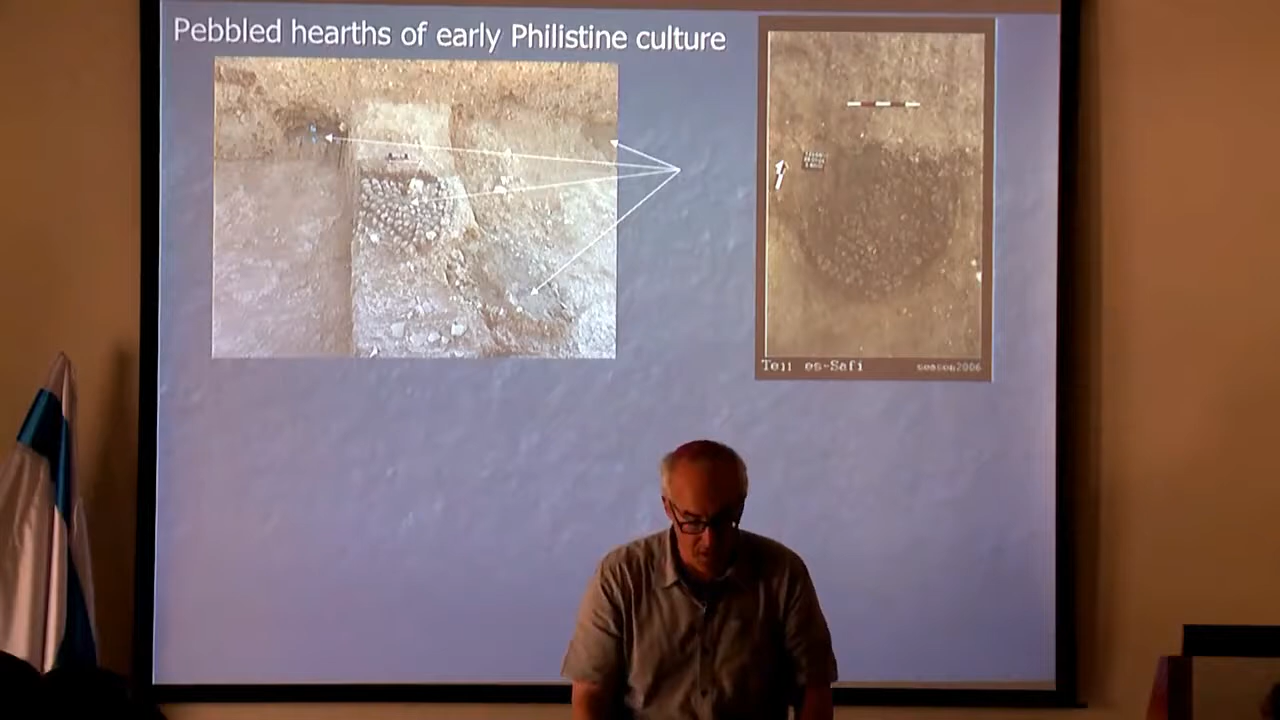 Pebbled hearths of early Philistine culture
Tell es-Safi
season2006